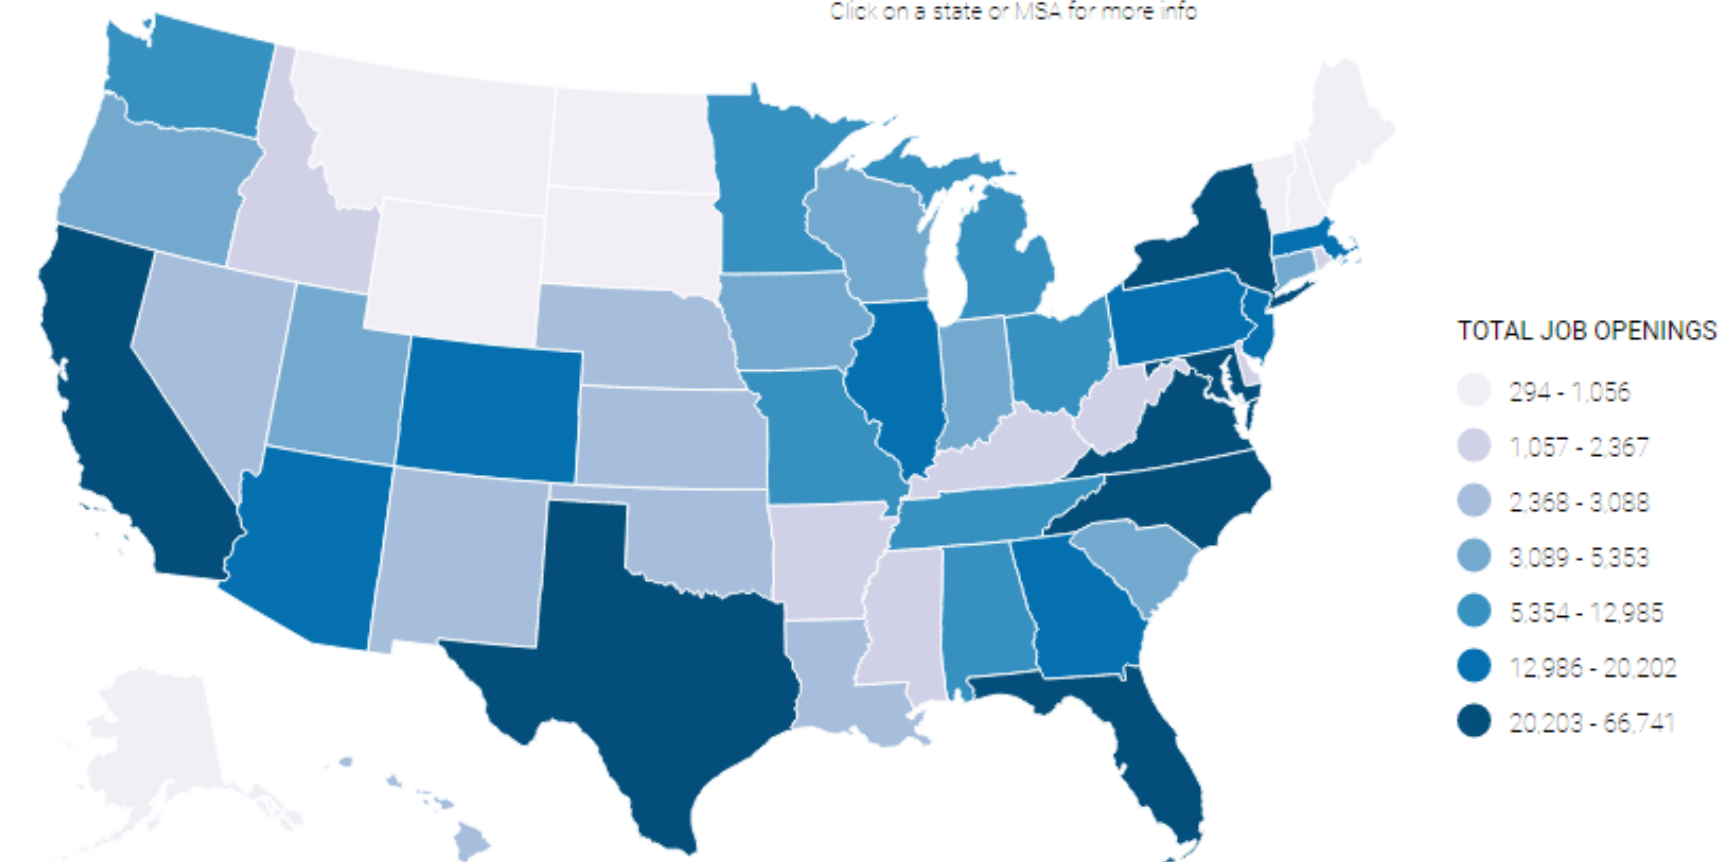 Click on a state or MSA for more info
TOTAL JOB OPENINGS
294 - 1,056
1,057 - 2,367
2,368 - 3,088
3,089 - 5,353
5,354 - 12,985
12,986 - 20,202
20,203 - 66,741